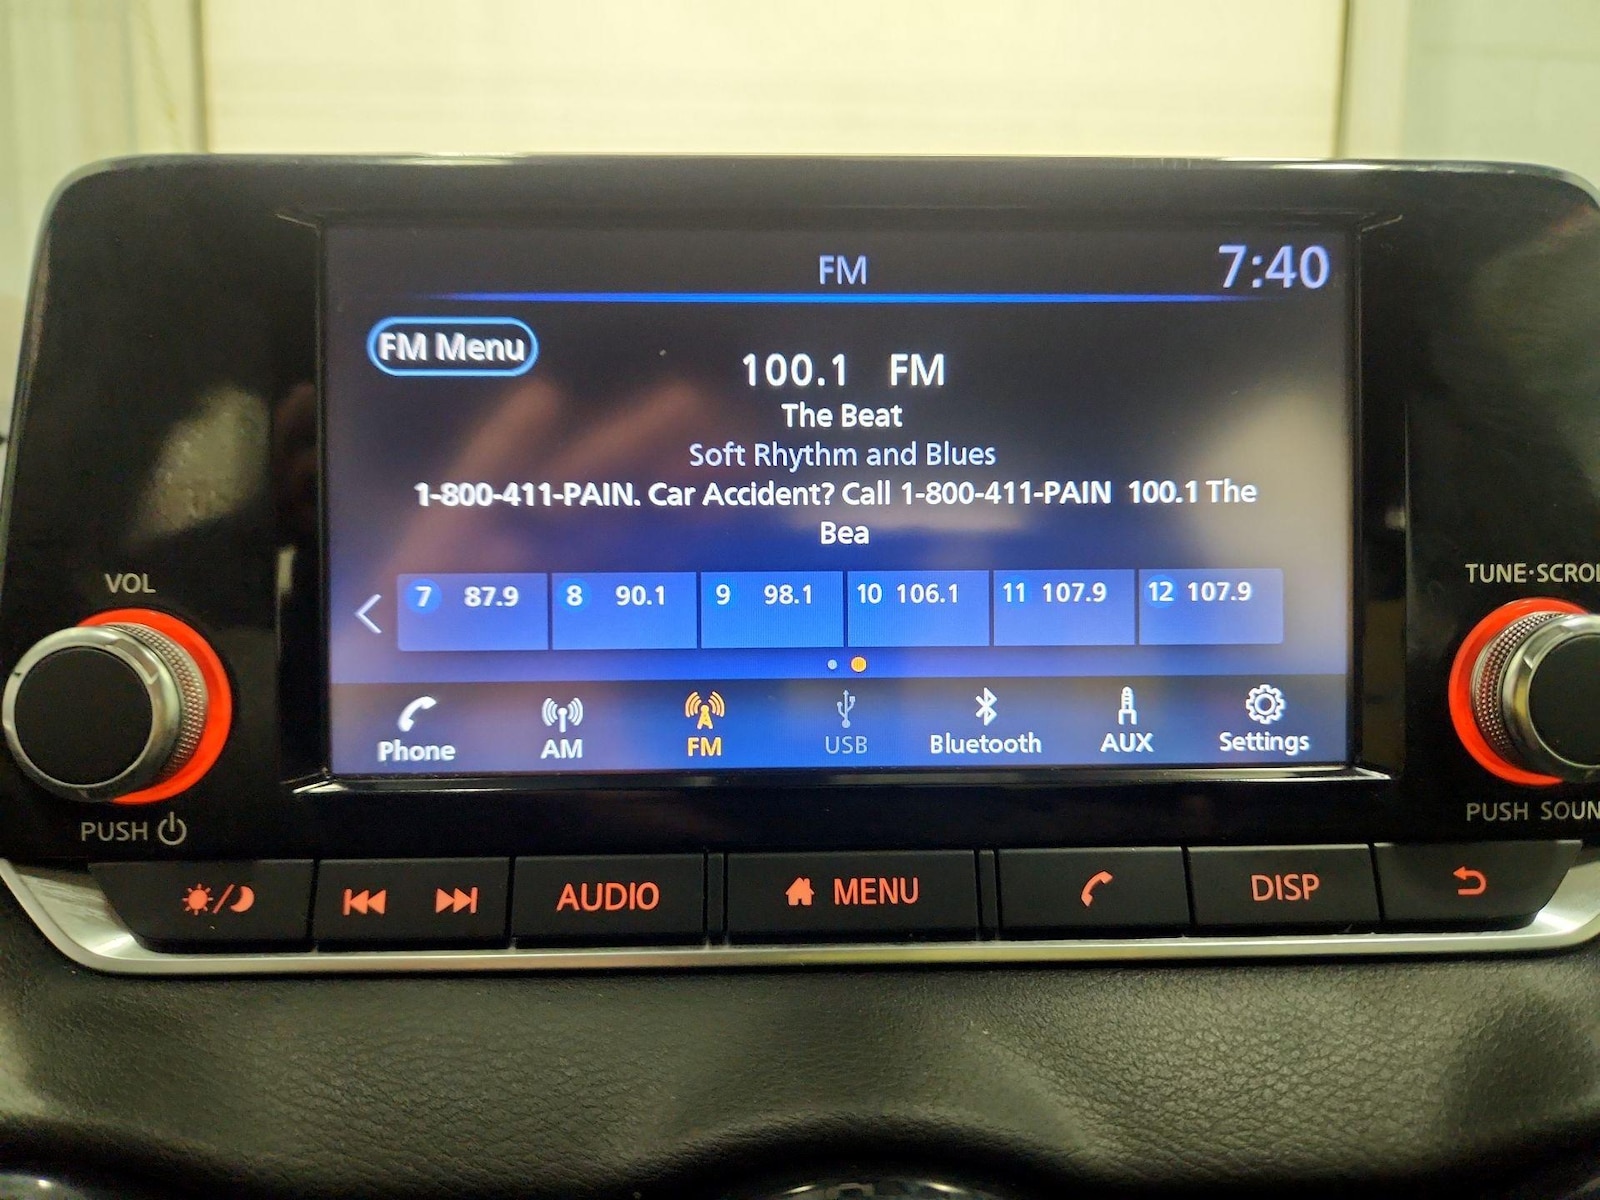 FM 7:40
FM Menu
100.1 FM
The Beat
Soft Rhythm and Blues
1-800-411-PAIN. Car Accident? Call 1-800-411-PAIN 100.1 The
Bea
7 87.9 8 90.1 9 98.1 10 106.1 11 107.9 12 107.9
Phone AM FM USB Bluetooth AUX Settings
VOL
PUSH
TUNE·SCROL
PUSH SOUN
AUDIO MENU DISP